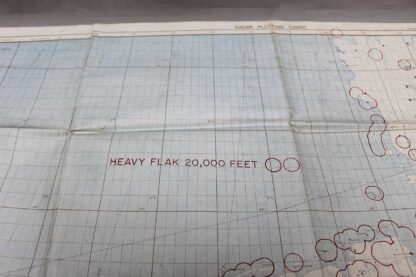 RADAR PLOTTING CHART
HEAVY FLAK 20,000 FEET